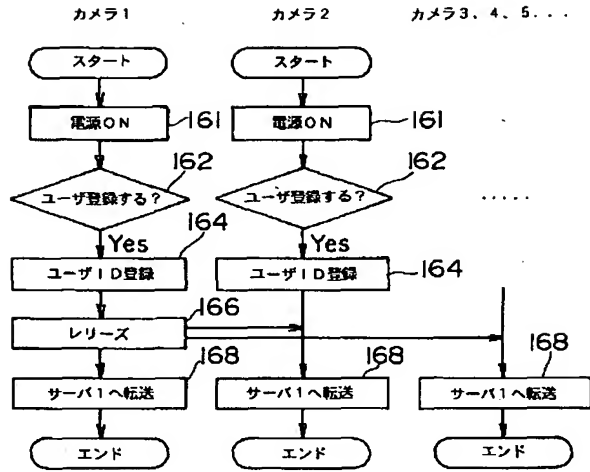 カメラ1 カメラ2 カメラ3、4、5...
スタート スタート
電源ON 161 電源ON 161
162 162
ユーザ登録する? ユーザ登録する? .....
164 Yes Yes
ユーザID登録 ユーザID登録 164
166
レリーズ
168 168 168
サーバ1へ転送 サーバ1へ転送 サーバ1へ転送
エンド エンド エンド